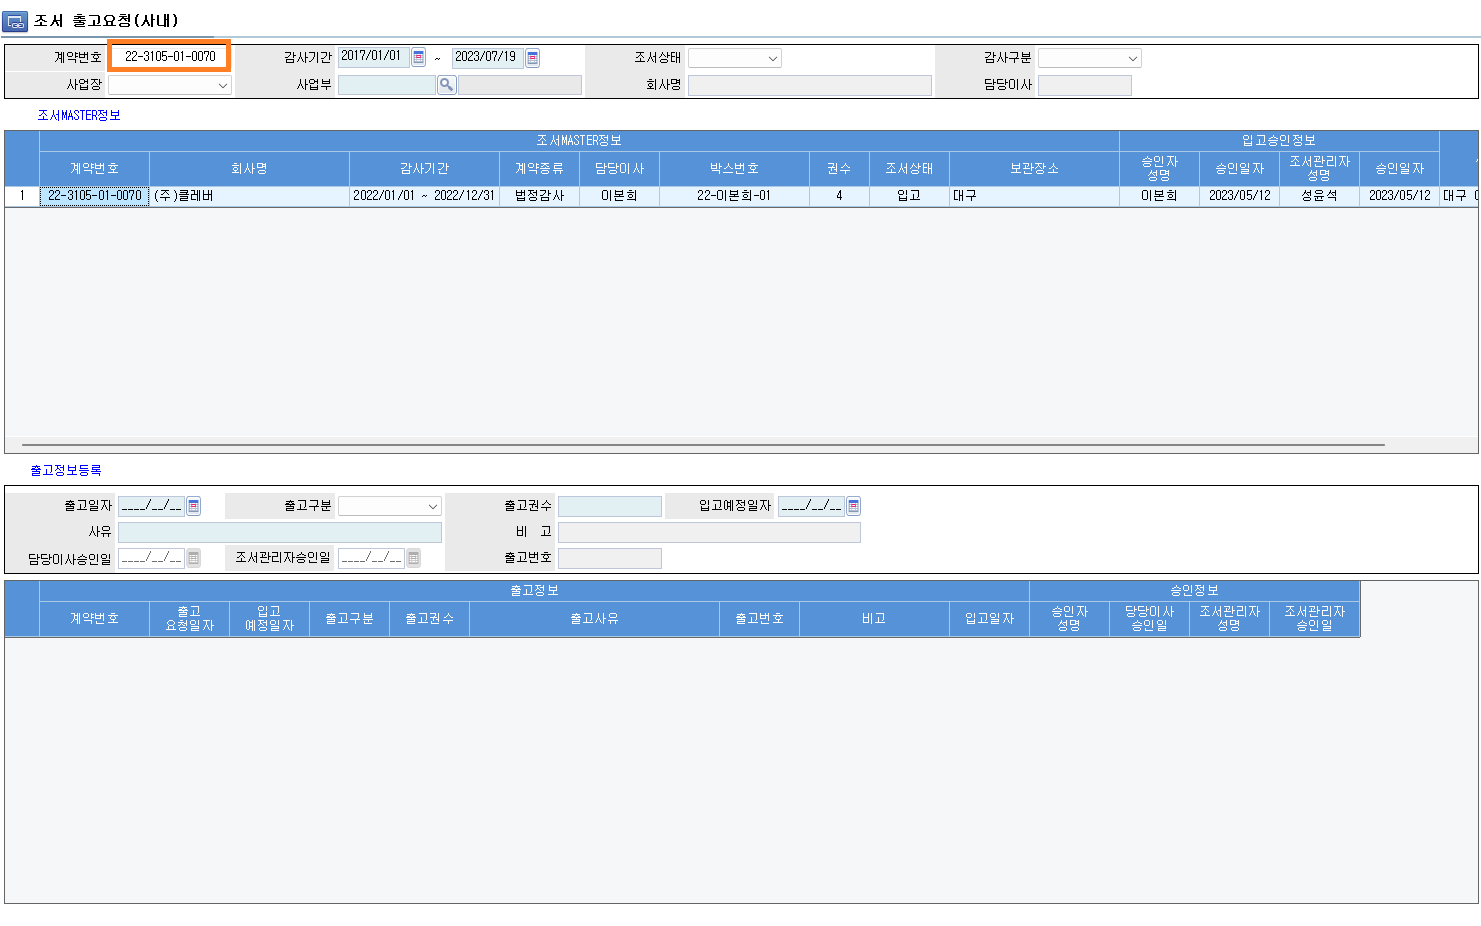 조서 출고요청(사내)
계약번호 22-3105-01-0070 감사기간 2017/01/01 ~ 2023/07/19 조서상태 감사구분
사업장 사업부 회사명 담당이사
조서MASTER정보
조서MASTER정보 입고승인정보
계약번호 회사명 감사기간 계약종류 담당이사 박스번호 권수 조서상태 보관장소 승인자 성명 승인일자 조서관리자 성명 승인일자
1 22-3105-01-0070 (주)클레버 2022/01/01 ~ 2022/12/31 법정감사 이본희 22-이본희-01 4 입고 대구 이본희 2023/05/12 성윤석 2023/05/12 대구
출고정보등록
출고일자 ____/__/__ 출고구분 출고권수 입고예정일자 ____/__/__
사유 비 고
담당이사승인일 ____/__/__ 조서관리자승인일 ____/__/__ 출고번호
출고정보 승인정보
계약번호 출고 요청일자 입고 예정일자 출고구분 출고권수 출고사유 출고번호 비고 입고일자 승인자 성명 담당이사 승인일 조서관리자 성명 조서관리자 승인일